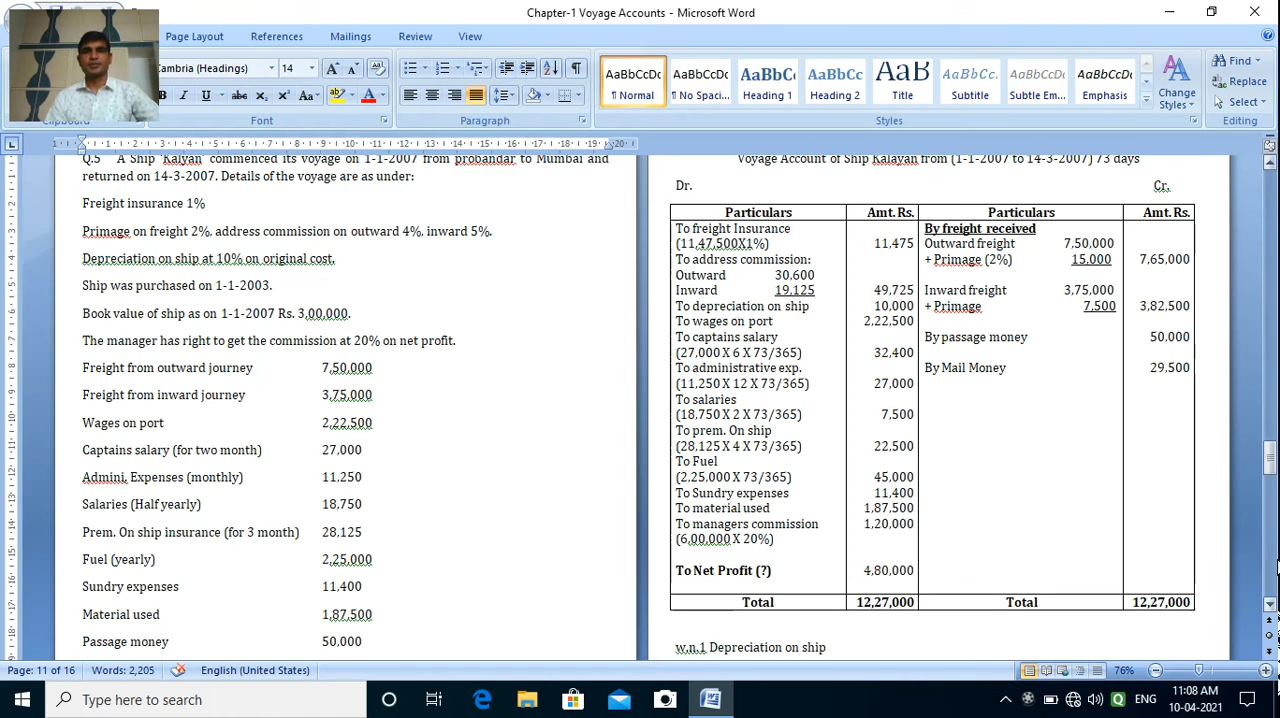 Chapter-1 Voyage Accounts - Microsoft Word
Page Layout References Mailings Review View
Cambria (Headings) 14
Font Paragraph Styles Editing
AaBbCcDc AaBbCcDc AaBbC AaBbCc AaB AaBbCc. AaBbCcDc AaBbCcDc
¶ Normal ¶ No Spaci... Heading 1 Heading 2 Title Subtitle Subtle Em... Emphasis
Change Styles
Find
Replace
Select
Q.5 A Ship 'Kalyan' commenced its voyage on 1-1-2007 from probandar to Mumbai and
returned on 14-3-2007. Details of the voyage are as under:
Freight insurance 1%
Primage on freight 2%, address commission on outward 4%, inward 5%.
Depreciation on ship at 10% on original cost.
Ship was purchased on 1-1-2003.
Book value of ship as on 1-1-2007 Rs. 3,00,000.
The manager has right to get the commission at 20% on net profit.
Freight from outward journey 7,50,000
Freight from inward journey 3,75,000
Wages on port 2,22,500
Captains salary (for two month) 27,000
Admini, Expenses (monthly) 11,250
Salaries (Half yearly) 18,750
Prem. On ship insurance (for 3 month) 28,125
Fuel (yearly) 2,25,000
Sundry expenses 11,400
Material used 1,87,500
Passage money 50,000
Voyage Account of Ship Kalayan from (1-1-2007 to 14-3-2007) 73 days
Dr. Cr.
Particulars Amt. Rs. Particulars Amt. Rs.
To freight Insurance By freight received
(11,47,500X1%) 11,475 Outward freight 7,50,000
To address commission: + Primage (2%) 15,000 7,65,000
Outward 30,600
Inward 19,125 49,725 Inward freight 3,75,000
To depreciation on ship 10,000 + Primage 7,500 3,82,500
To wages on port 2,22,500
To captains salary By passage money 50,000
(27,000 X 6 X 73/365) 32,400
To administrative exp. By Mail Money 29,500
(11,250 X 12 X 73/365) 27,000
To salaries
(18,750 X 2 X 73/365) 7,500
To prem. On ship
(28,125 X 4 X 73/365) 22,500
To Fuel
(2,25,000 X 73/365) 45,000
To Sundry expenses 11,400
To material used 1,87,500
To managers commission 1,20,000
(6,00,000 X 20%)
To Net Profit (?) 4,80,000
Total 12,27,000 Total 12,27,000
w.n.1 Depreciation on ship
Page: 11 of 16 Words: 2,205 English (United States) 76%
Type here to search
ENG
11:08 AM
10-04-2021